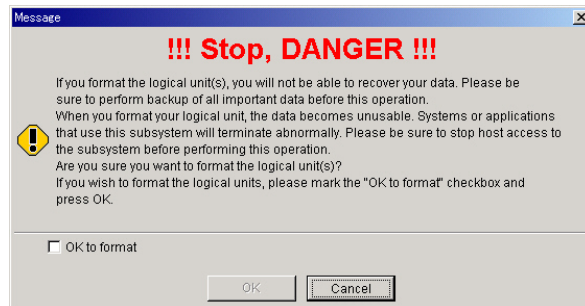 Message
!!! Stop, DANGER !!!
If you format the logical unit(s), you will not be able to recover your data. Please be
sure to perform backup of all important data before this operation.
When you format your logical unit, the data becomes unusable. Systems or applications
that use this subsystem will terminate abnormally. Please be sure to stop host access to
the subsystem before performing this operation.
Are you sure you want to format the logical unit(s)?
If you wish to format the logical units, please mark the "OK to format" checkbox and
press OK.
OK to format
OK Cancel